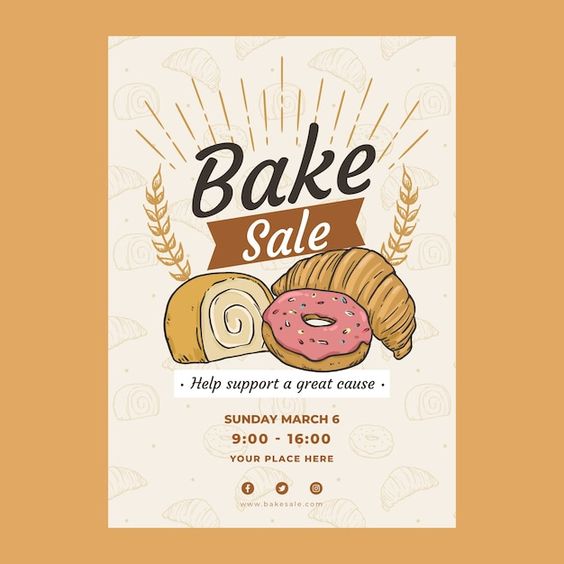 Bake
Sale
· Help support a great cause ·
SUNDAY MARCH 6
9:00 - 16:00
YOUR PLACE HERE
www.bakesale.com